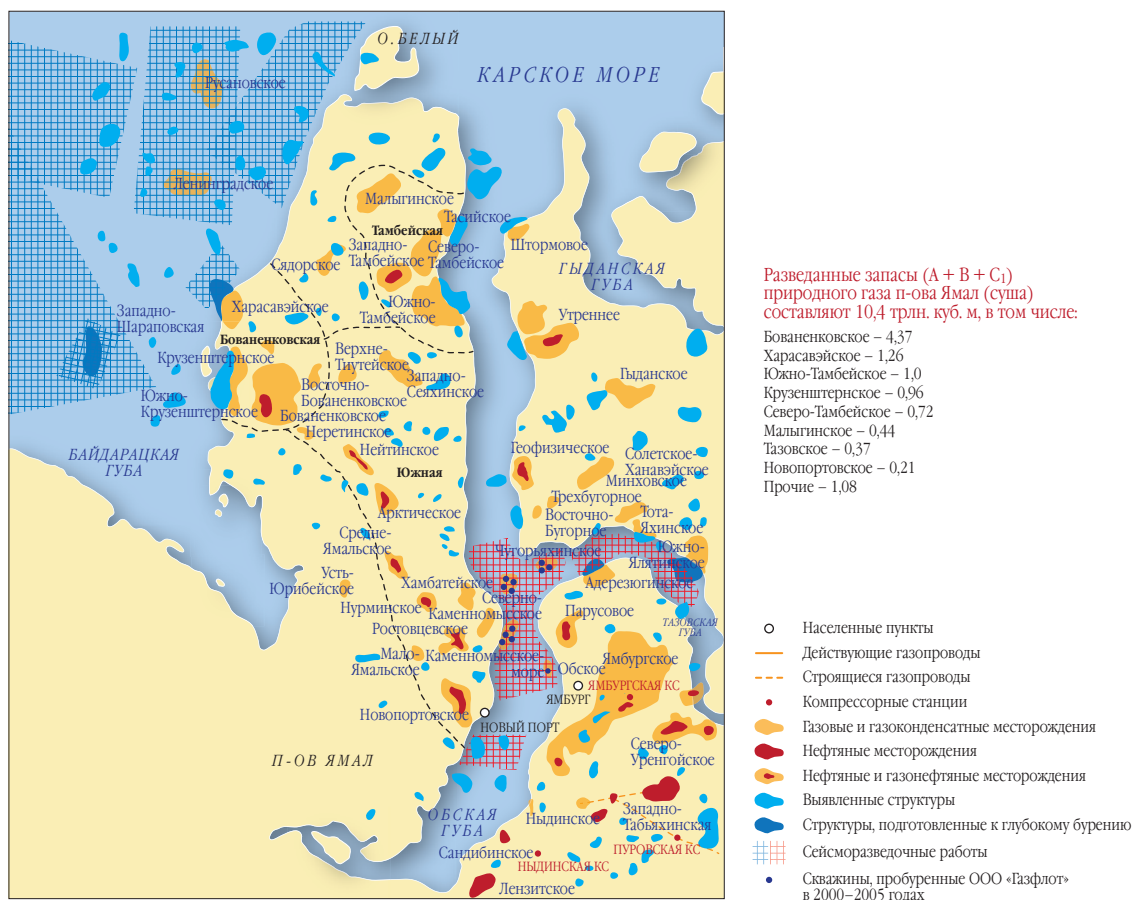 О. БЕЛЫЙ
КАРСКОЕ МОРЕ
Русановское
Ленинградское
Малыгинское
Тасийское
Тамбейская
Западно-
Тамбейское
Северо-
Тамбейское
Штормовое
ГЫДАНСКАЯ
ГУБА
Сядорское
Южно-
Тамбейское
Харасавэйское
Западно-
Шараповская
Утреннее
Бованенковская
Крузенштернское
Верхне-
Тиутейское
Западно-
Сеяхинское
Гыданское
Восточно-
Бованенковское
Южно-
Крузенштернское
Бованенковское
Неретинское
Нейтинское
БАЙДАРАЦКАЯ
ГУБА
Южная
Геофизическое
Солетское-
Ханавэйское
Минховское
Трехбугорное
Арктическое
Восточно-
Бугорное
Тота-
Яхинское
Средне-
Ямальское
Чугорьяхинское
Южно-
Ялятинское
Усть-
Юрибейское
Хамбатейское
Адерезюгинское
Северно-
Каменномысское
Нурминское
Парусовое
ТАЗОВСКАЯ
ГУБА
Ростовцевское
Мало-
Ямальское
Каменномысское-
море
Обское
Ямбургское
ЯМБУРГСКАЯ КС
ЯМБУРГ
Новопортовское
НОВЫЙ ПОРТ
П-ОВ ЯМАЛ
Северо-
Уренгойское
ОБСКАЯ
ГУБА
Ныдинское
Западно-
Табьяхинская
ПУРОВСКАЯ КС
Сандибинское
НЫДИНСКАЯ КС
Лензитское
Разведанные запасы (А + В + С₁)
природного газа п-ова Ямал (суша)
составляют 10,4 трлн. куб. м, в том числе:
Бованенковское – 4,37
Харасавэйское – 1,26
Южно-Тамбейское – 1,0
Крузенштернское – 0,96
Северо-Тамбейское – 0,72
Малыгинское – 0,44
Тазовское – 0,37
Новопортовское – 0,21
Прочие – 1,08
Населенные пункты
Действующие газопроводы
Строящиеся газопроводы
Компрессорные станции
Газовые и газоконденсатные месторождения
Нефтяные месторождения
Нефтяные и газонефтяные месторождения
Выявленные структуры
Структуры, подготовленные к глубокому бурению
Сейсморазведочные работы
Скважины, пробуренные ООО «Газфлот»
в 2000–2005 годах